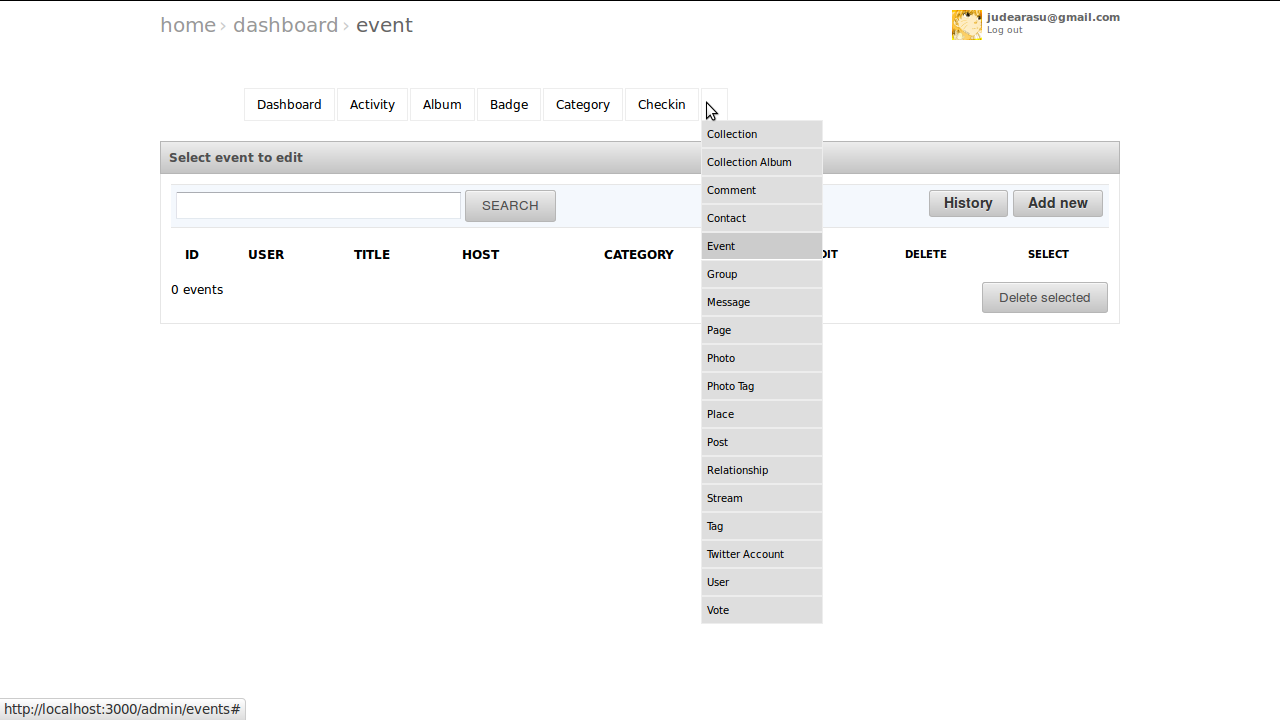 home › dashboard › event
judearasu@gmail.com
Log out
Dashboard Activity Album Badge Category Checkin
Collection
Select event to edit
Collection Album
Comment
SEARCH History Add new
Contact
Event
ID USER TITLE HOST CATEGORY DIT DELETE SELECT
Group
0 events Delete selected
Message
Page
Photo
Photo Tag
Place
Post
Relationship
Stream
Tag
Twitter Account
User
Vote
http://localhost:3000/admin/events#